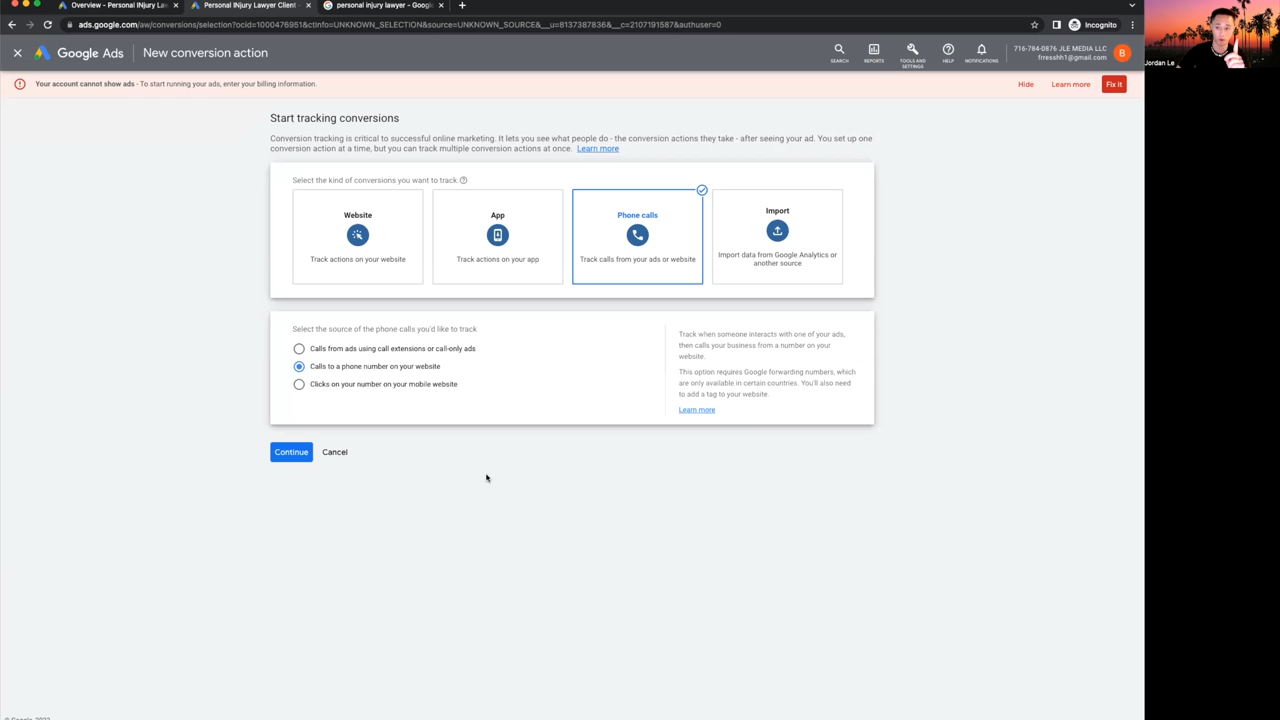 Overview - Personal INjury La
Personal INjury Lawyer Client
personal injury lawyer - Goog
ads.google.com/aw/conversions/selection?ocid=1000476951&ctInfo=UNKNOWN_SELECTION&source=UNKNOWN_SOURCE&__u=8137387836&__c=2107191587&authuser=0
Incognito
Google Ads
New conversion action
SEARCH
REPORTS
TOOLS AND SETTINGS
HELP
NOTIFICATIONS
716-784-0876 JLE MEDIA LLC
frresshh1@gmail.com
B
Jordan Le
Your account cannot show ads - To start running your ads, enter your billing information.
Hide
Learn more
Fix it
Start tracking conversions
Conversion tracking is critical to successful online marketing. It lets you see what people do - the conversion actions they take - after seeing your ad. You set up one
conversion action at a time, but you can track multiple conversion actions at once. Learn more
Select the kind of conversions you want to track
Website
Track actions on your website
App
Track actions on your app
Phone calls
Track calls from your ads or website
Import
Import data from Google Analytics or
another source
Select the source of the phone calls you'd like to track
Calls from ads using call extensions or call-only ads
Calls to a phone number on your website
Clicks on your number on your mobile website
Track when someone interacts with one of your ads,
then calls your business from a number on your
website.
This option requires Google forwarding numbers, which
are only available in certain countries. You'll also need
to add a tag to your website.
Learn more
Continue
Cancel